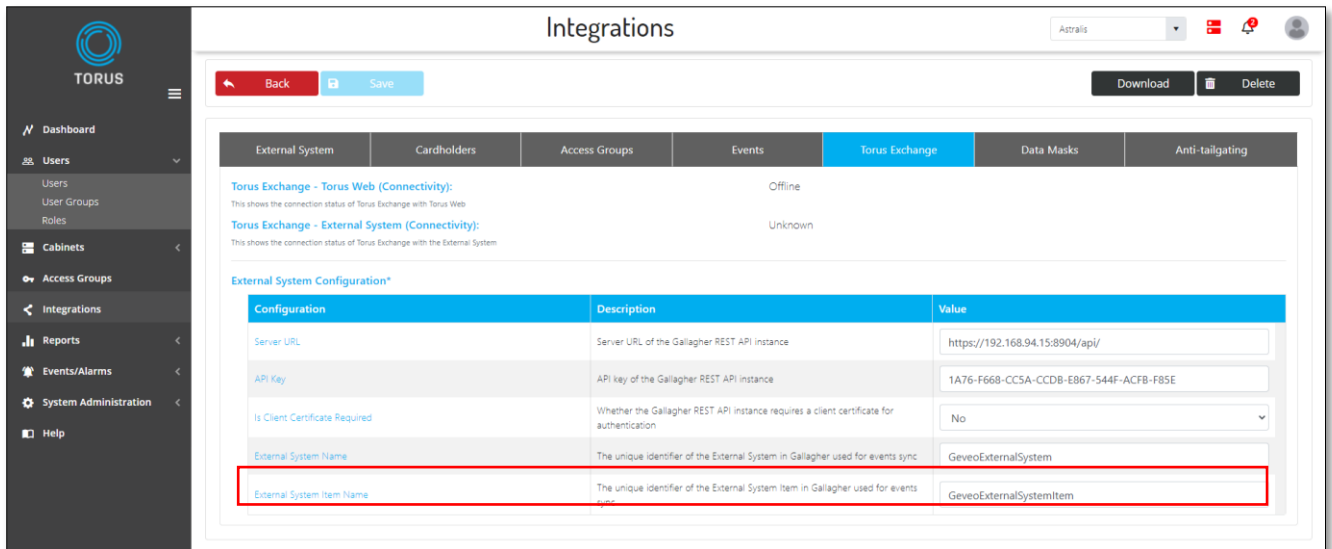 Integrations
Astralis
2
TORUS
Back
Save
Download
Delete
Dashboard
Users
Users
User Groups
Roles
Cabinets
Access Groups
Integrations
Reports
Events/Alarms
System Administration
Help
External System
Cardholders
Access Groups
Events
Torus Exchange
Data Masks
Anti-tailgating
Torus Exchange - Torus Web (Connectivity):
Offline
This shows the connection status of Torus Exchange with Torus Web
Torus Exchange - External System (Connectivity):
Unknown
This shows the connection status of Torus Exchange with the External System
External System Configuration*
Configuration
Description
Value
Server URL
Server URL of the Gallagher REST API instance
https://192.168.94.15:8904/api/
API Key
API key of the Gallagher REST API instance
1A76-F668-CC5A-CCDB-E867-544F-ACFB-F85E
Is Client Certificate Required
Whether the Gallagher REST API instance requires a client certificate for
authentication
No
External System Name
The unique identifier of the External System in Gallagher used for events sync
GeveoExternalSystem
External System Item Name
The unique identifier of the External System Item in Gallagher used for events
sync
GeveoExternalSystemItem